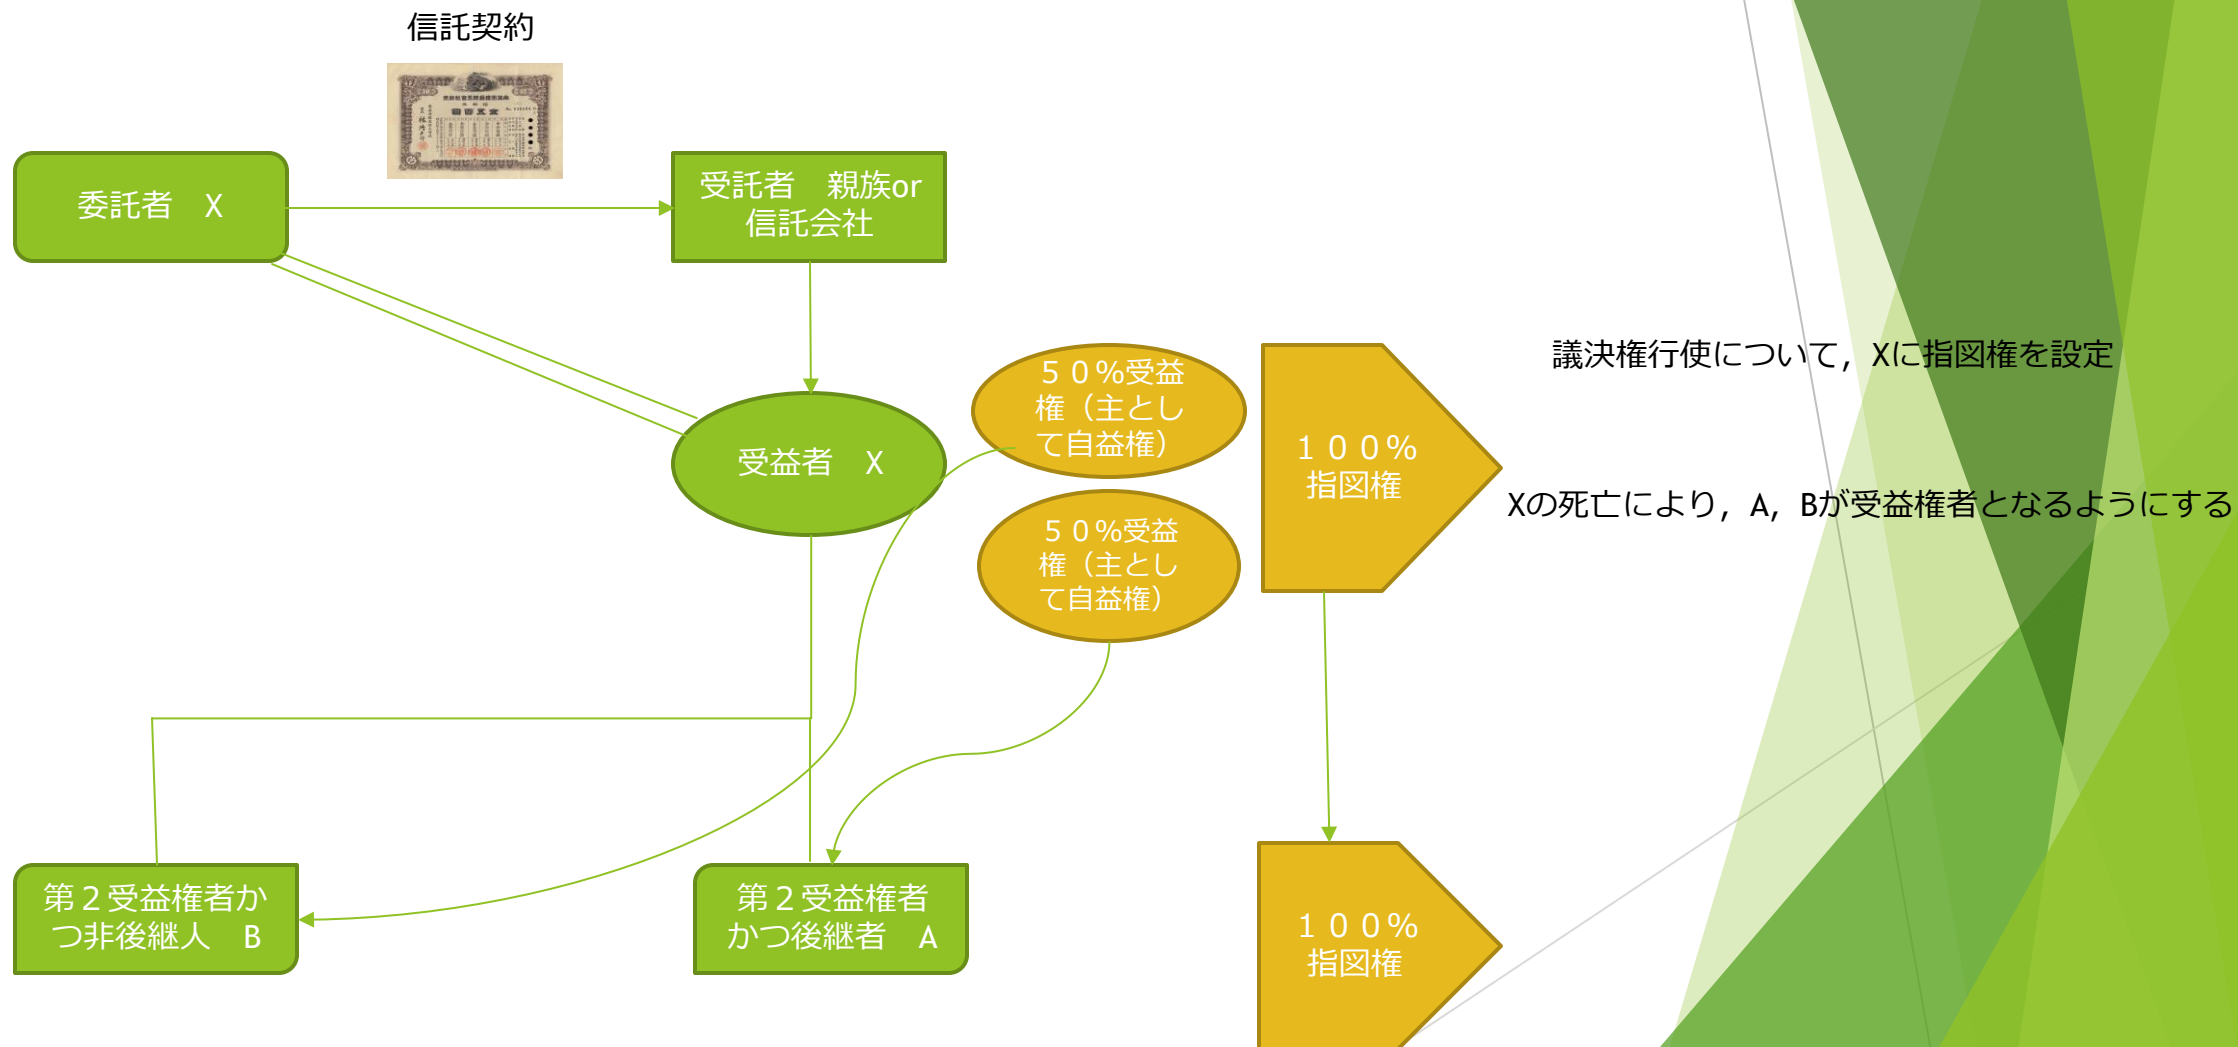 信託契約
委託者　X
受託者　親族or
信託会社
５０％受益
権（主とし
て自益権）
議決権行使について，Xに指図権を設定
受益者　X
１００％
指図権
Xの死亡により，A，Bが受益権者となるようにする
５０％受益
権（主とし
て自益権）
第２受益権者か
つ非後継人　B
第２受益権者
かつ後継者　A
１００％
指図権